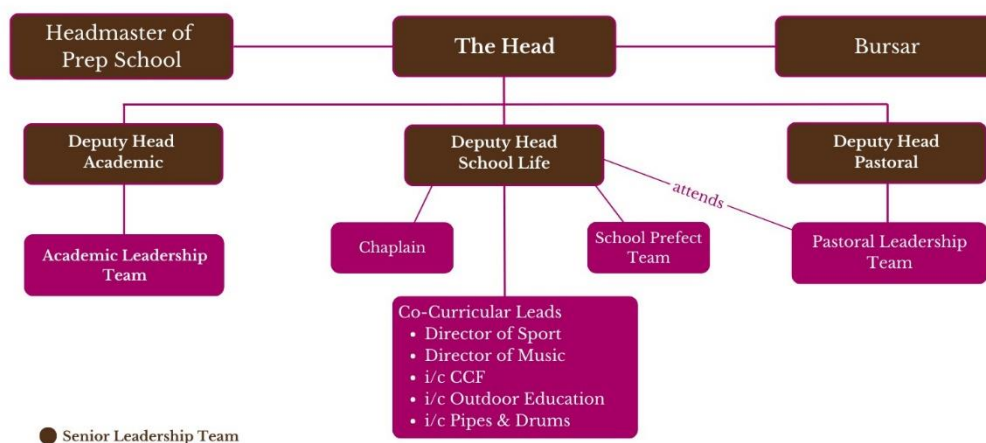 Headmaster of
Prep School
The Head
Bursar
Deputy Head
Academic
Deputy Head
School Life
Deputy Head
Pastoral
attends
Academic Leadership
Team
Chaplain
School Prefect
Team
Pastoral Leadership
Team
Co-Curricular Leads
• Director of Sport
• Director of Music
• i/c CCF
• i/c Outdoor Education
• i/c Pipes & Drums
Senior Leadership Team